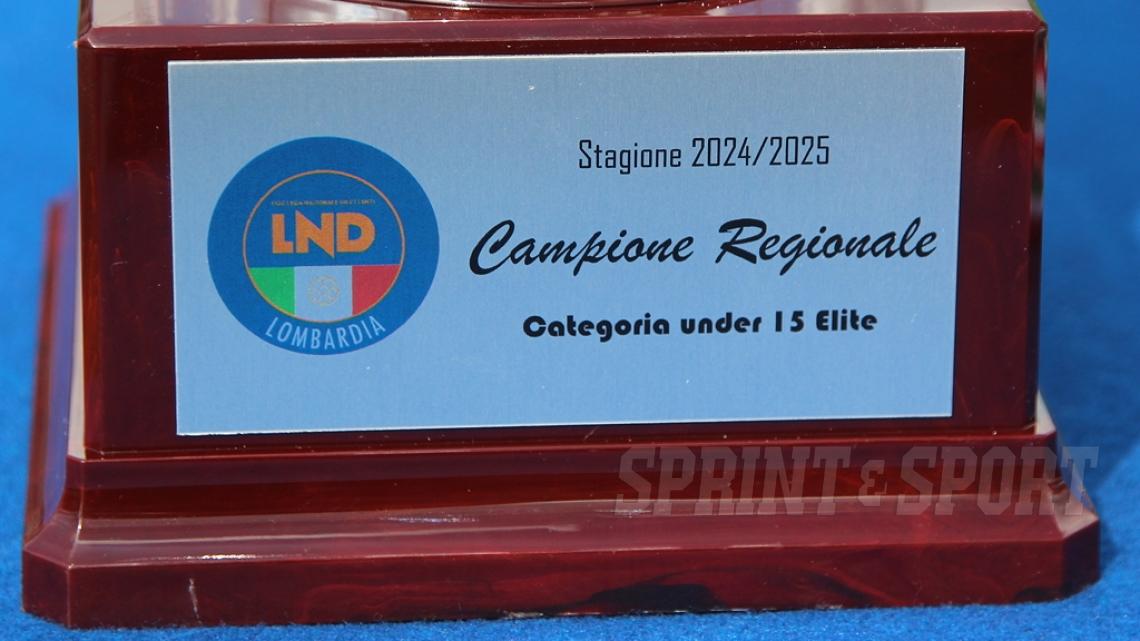 Stagione 2024/2025
Campione Regionale
Categoria under 15 Elite
LND
LOMBARDIA
SPRINT & SPORT